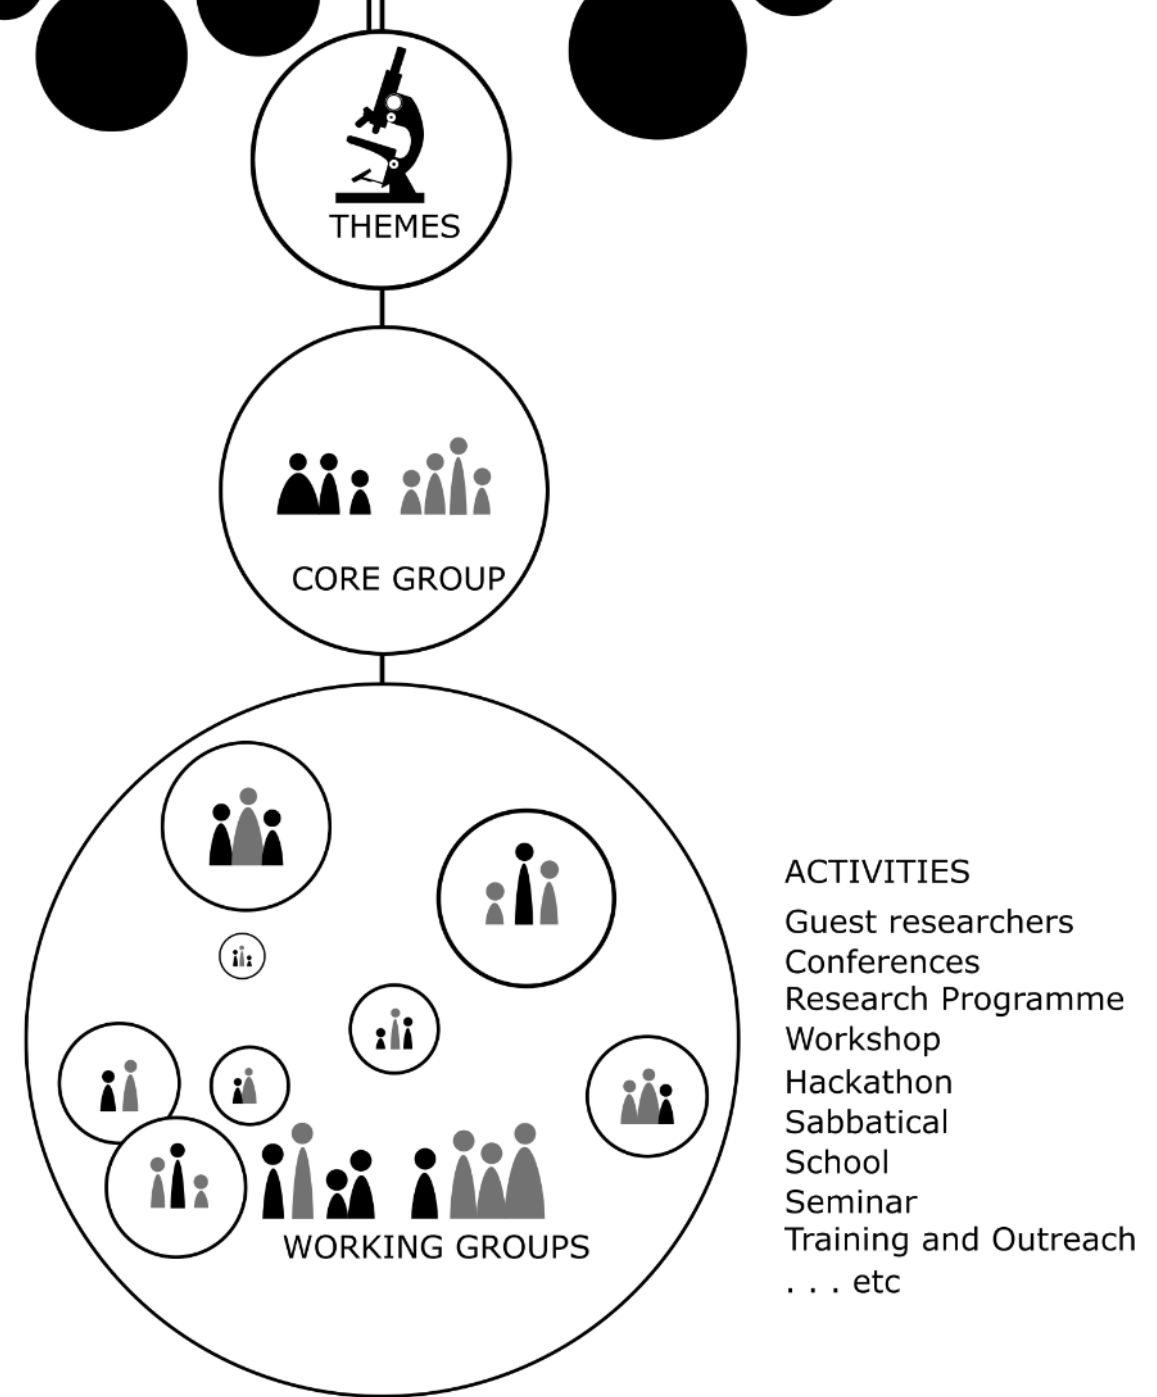 THEMES
CORE GROUP
WORKING GROUPS
ACTIVITIES
Guest researchers
Conferences
Research Programme
Workshop
Hackathon
Sabbatical
School
Seminar
Training and Outreach
. . . etc